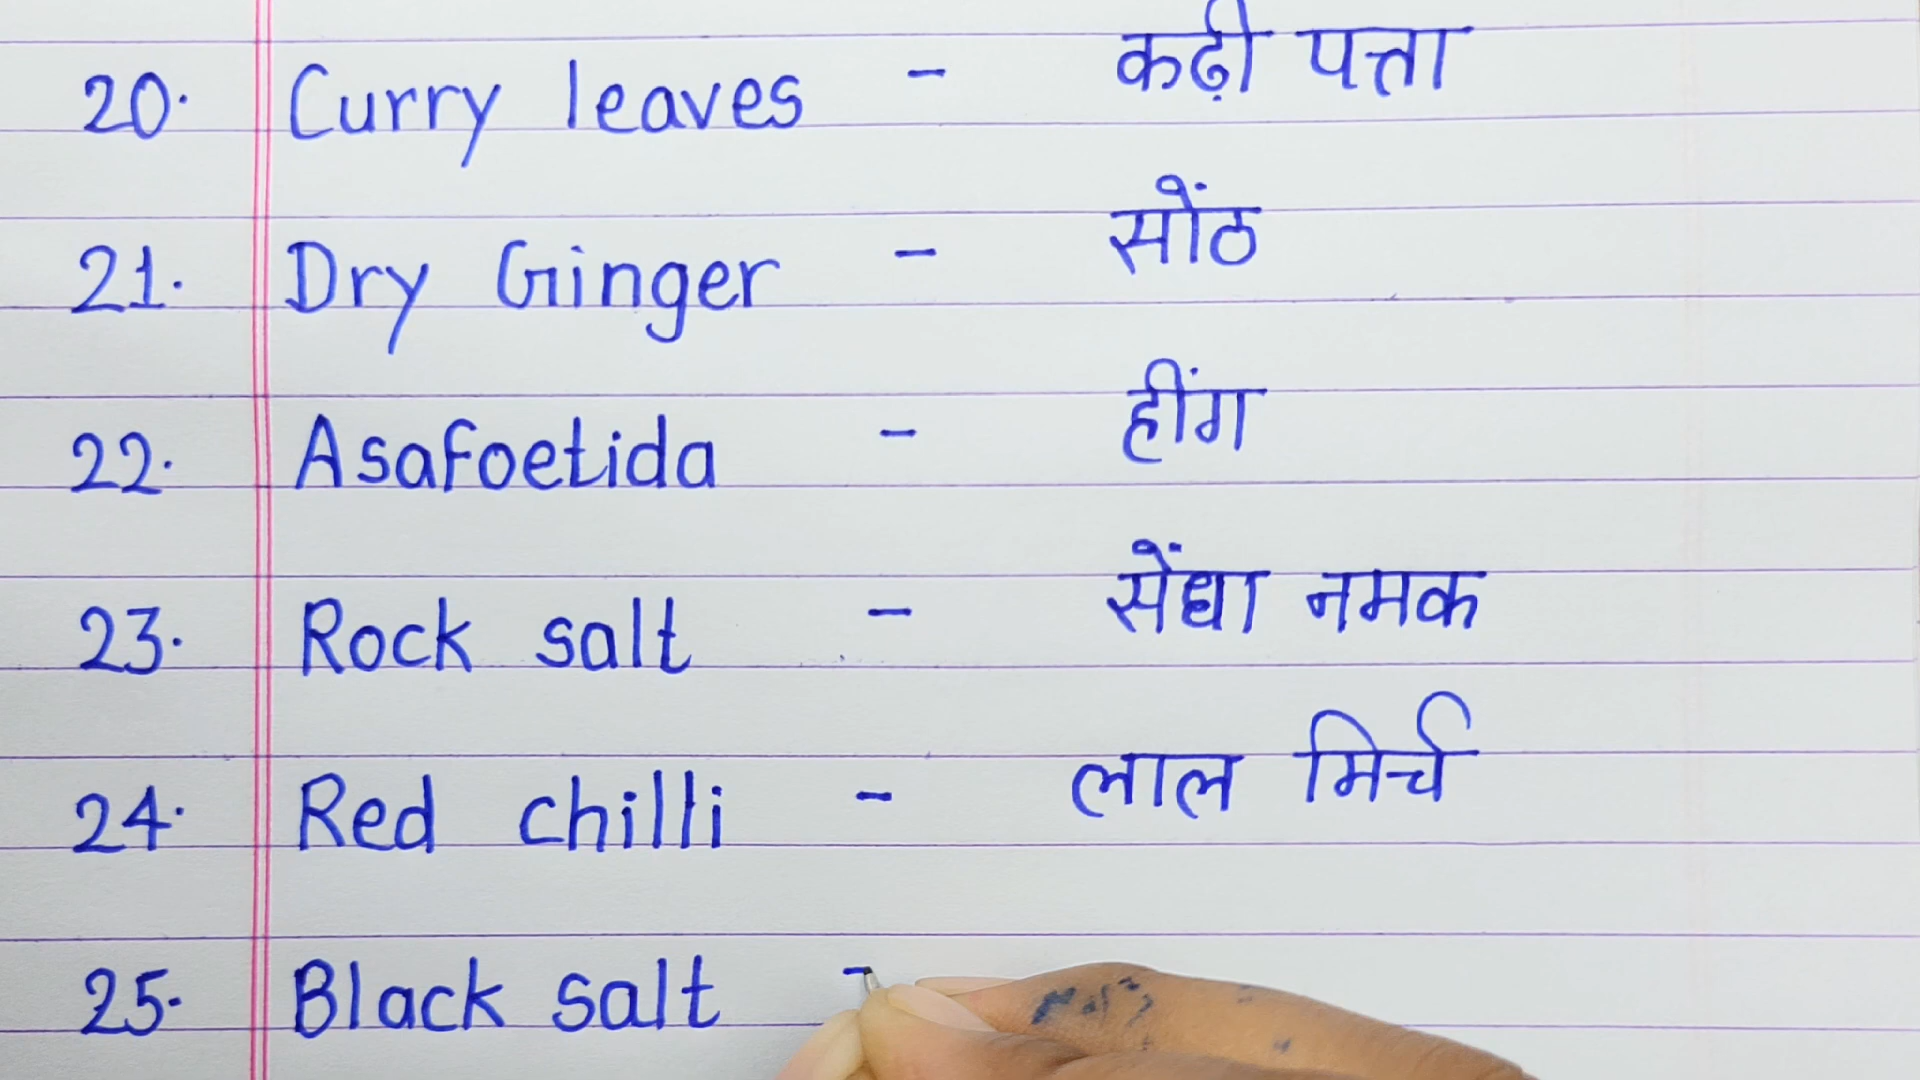 20. Curry leaves - कढ़ी पत्ता
21. Dry Ginger - सोंठ
22. Asafoetida - हींग
23. Rock salt - सेंधा नमक
24. Red chilli - लाल मिर्च
25. Black salt -